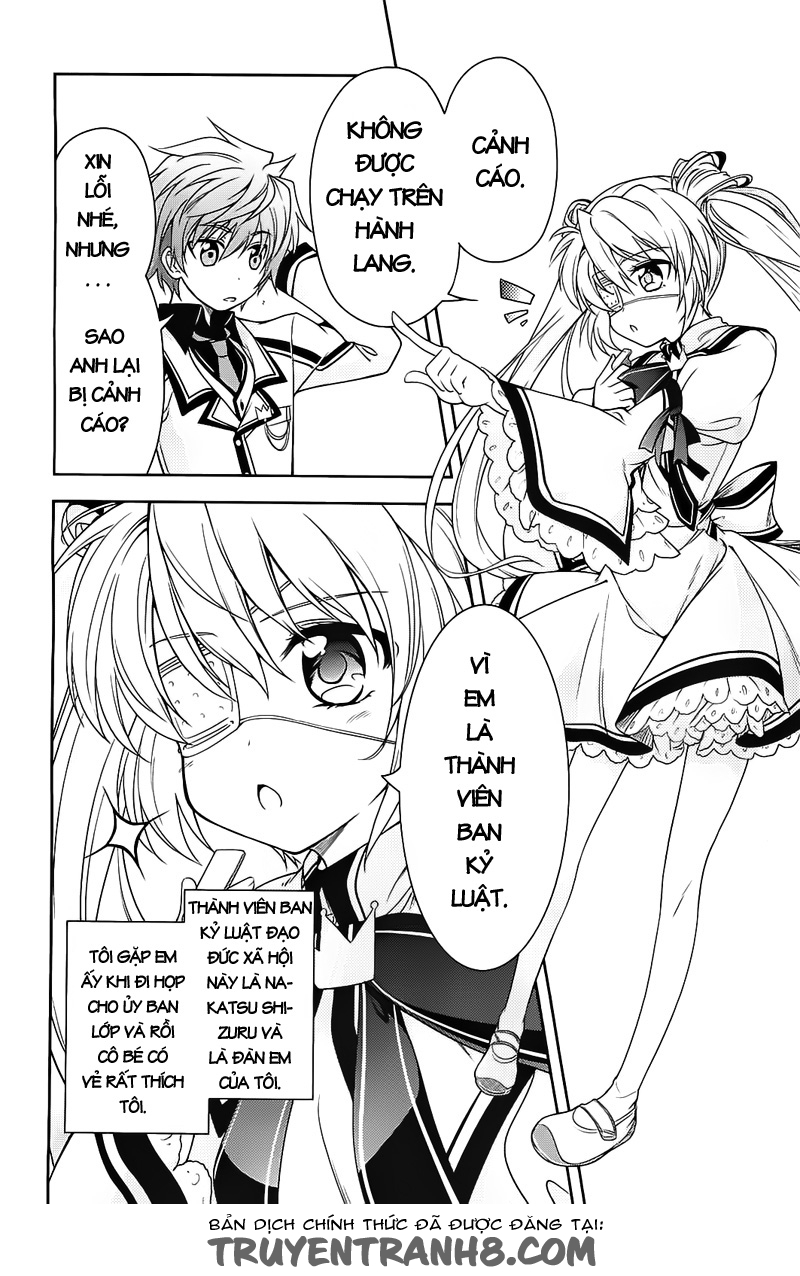 CẢNH
CÁO.
KHÔNG
ĐƯỢC
CHẠY TRÊN
HÀNH
LANG.
XIN
LỖI
NHÉ,
NHƯNG
...
SAO
ANH LẠI
BỊ CẢNH
CÁO?
VÌ
EM
LÀ
THÀNH
VIÊN
BAN
KỶ
LUẬT.
THÀNH VIÊN BAN
KỶ LUẬT ĐẠO
ĐỨC XÃ HỘI
NÀY LÀ NA-
KATSU SHI-
ZURU VÀ
LÀ ĐÀN EM
CỦA TÔI.
TÔI GẶP EM
ẤY KHI ĐI HỌP
CHO ỦY BAN
LỚP VÀ RỒI
CÔ BÉ CÓ
VẺ RẤT THÍCH
TÔI.
BẢN DỊCH CHÍNH THỨC ĐÃ ĐƯỢC ĐĂNG TẠI:
TRUYENTRANH8.COM